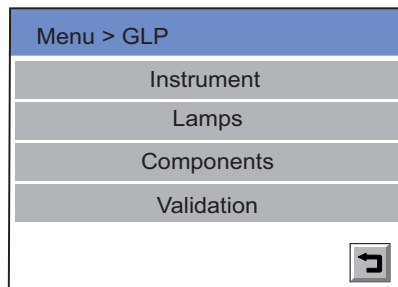 Menu > GLP
Instrument
Lamps
Components
Validation